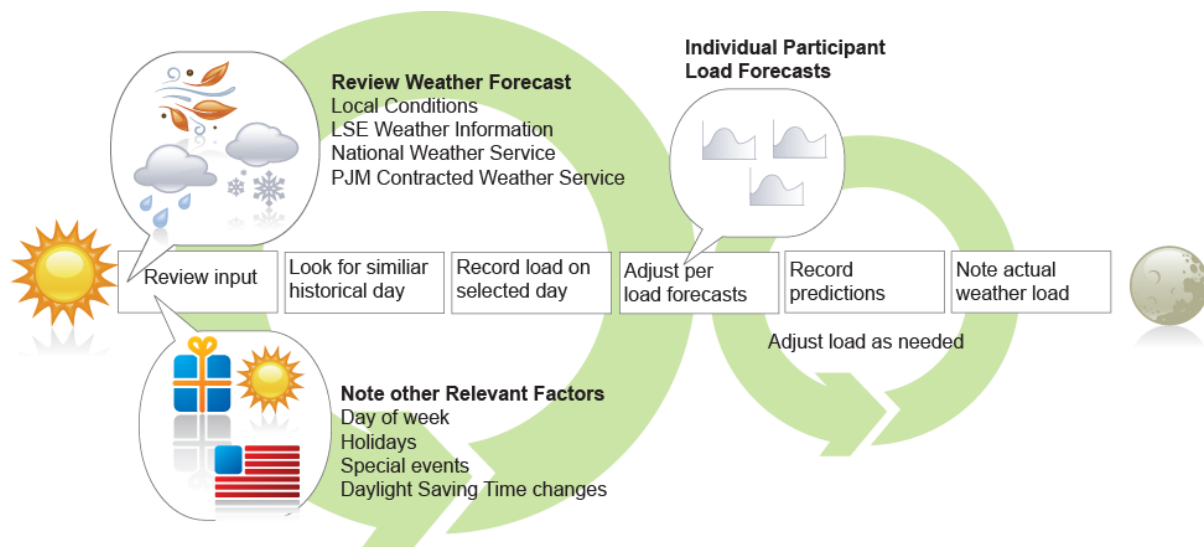 Individual Participant
Load Forecasts
Review Weather Forecast
Local Conditions
LSE Weather Information
National Weather Service
PJM Contracted Weather Service
Review input
Look for similiar
historical day
Record load on
selected day
Adjust per
load forecasts
Record
predictions
Note actual
weather load
Adjust load as needed
Note other Relevant Factors
Day of week
Holidays
Special events
Daylight Saving Time changes